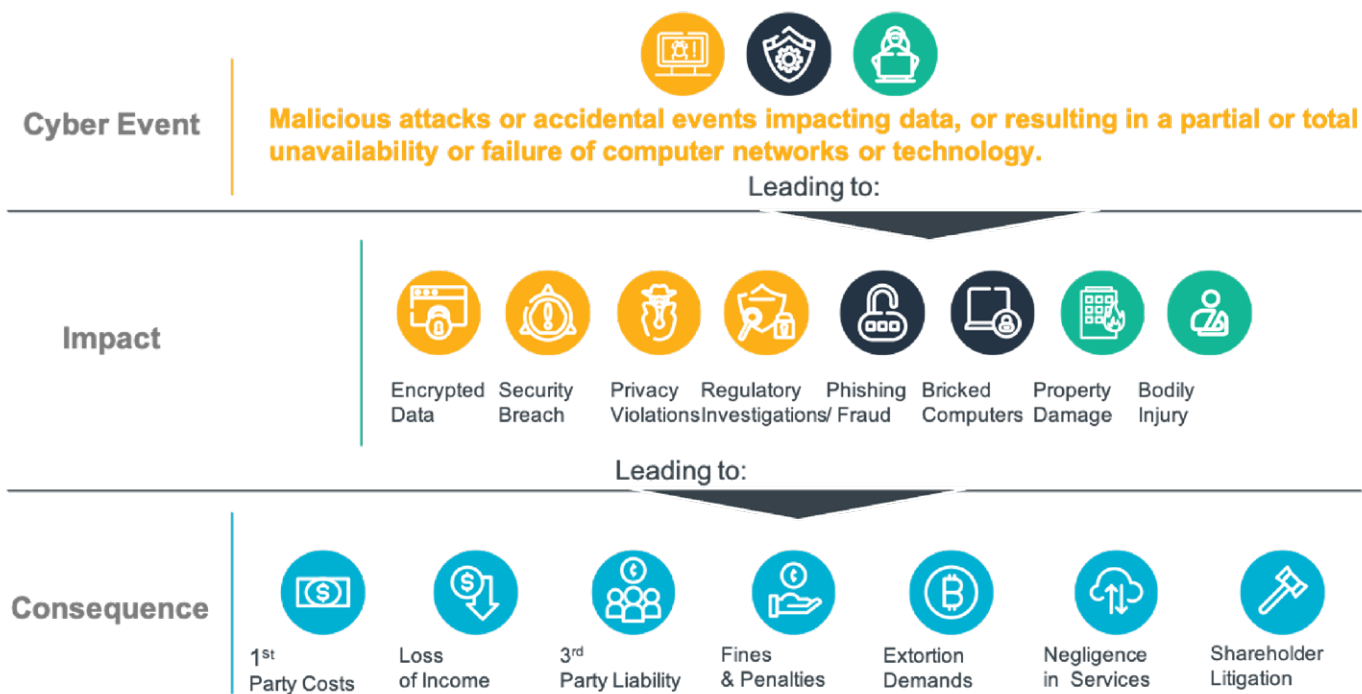 Cyber Event
Malicious attacks or accidental events impacting data, or resulting in a partial or total
unavailability or failure of computer networks or technology.
Leading to:
Impact
Encrypted Data
Security Breach
Privacy Violations
Regulatory Investigations
Phishing / Fraud
Bricked Computers
Property Damage
Bodily Injury
Leading to:
Consequence
1st Party Costs
Loss of Income
3rd Party Liability
Fines & Penalties
Extortion Demands
Negligence in Services
Shareholder Litigation